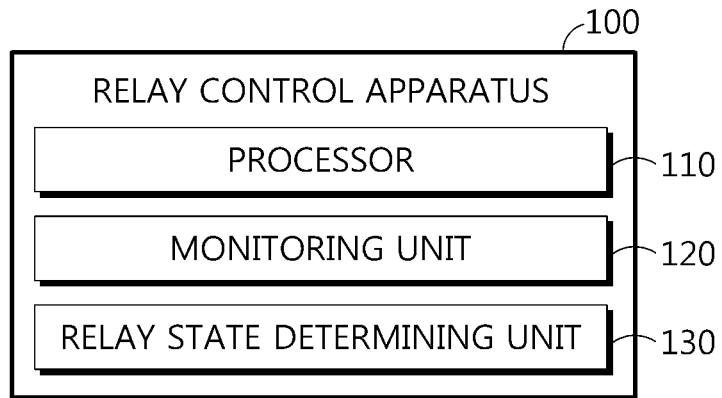 100
RELAY CONTROL APPARATUS
PROCESSOR
110
MONITORING UNIT
120
RELAY STATE DETERMINING UNIT
130